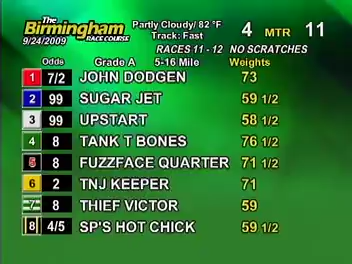 The Birmingham RACE COURSE
9/24/2009
Partly Cloudy/ 82 °F
Track: Fast
4 MTR 11
RACES 11 - 12 NO SCRATCHES
Odds Grade A 5-16 Mile Weights
1 7/2 JOHN DODGEN 73
2 99 SUGAR JET 59 1/2
3 99 UPSTART 58 1/2
4 8 TANK T BONES 76 1/2
5 8 FUZZFACE QUARTER 71 1/2
6 2 TNJ KEEPER 71
7 8 THIEF VICTOR 59
8 4/5 SP'S HOT CHICK 59 1/2